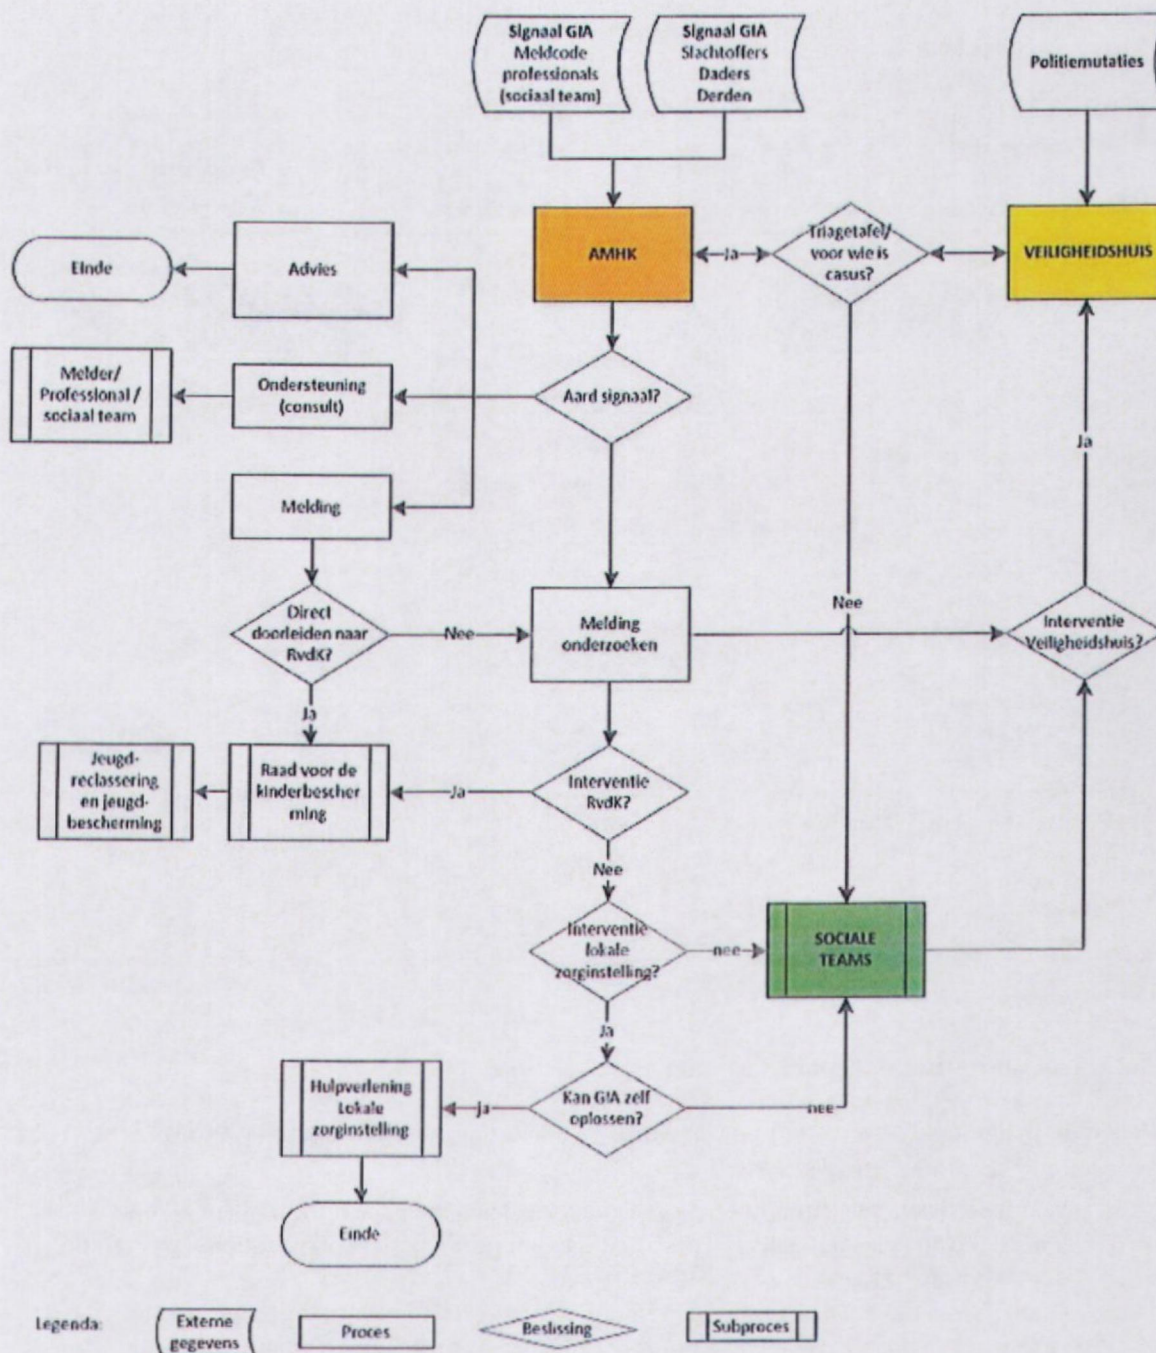 Signaal GIA
Meldcode
professionals
(sociaal team)
Signaal GIA
Slachtoffers
Daders
Derden
Politiemutaties
Einde
Advies
AMHK
Ja
Triagetafel/
voor wie is
casus?
VEILIGHEIDSHUIS
Melder/
Professional /
sociaal team
Ondersteuning
(consult)
Aard signaal?
Ja
Melding
Direct
doorleiden naar
RvdK?
Nee
Melding
onderzoeken
Nee
Interventie
Veiligheidshuis?
Ja
Jeugd-
reclassering
en jeugd-
bescherming
Raad voor de
kinderbescher
ming
Ja
Interventie
RvdK?
Nee
Interventie
lokale
zorginstelling?
nee
SOCIALE
TEAMS
Ja
Hulpverlening
Lokale
zorginstelling
ja
Kan GIA zelf
oplossen?
nee
Einde
Legenda:
Externe
gegevens
Proces
Beslissing
Subproces